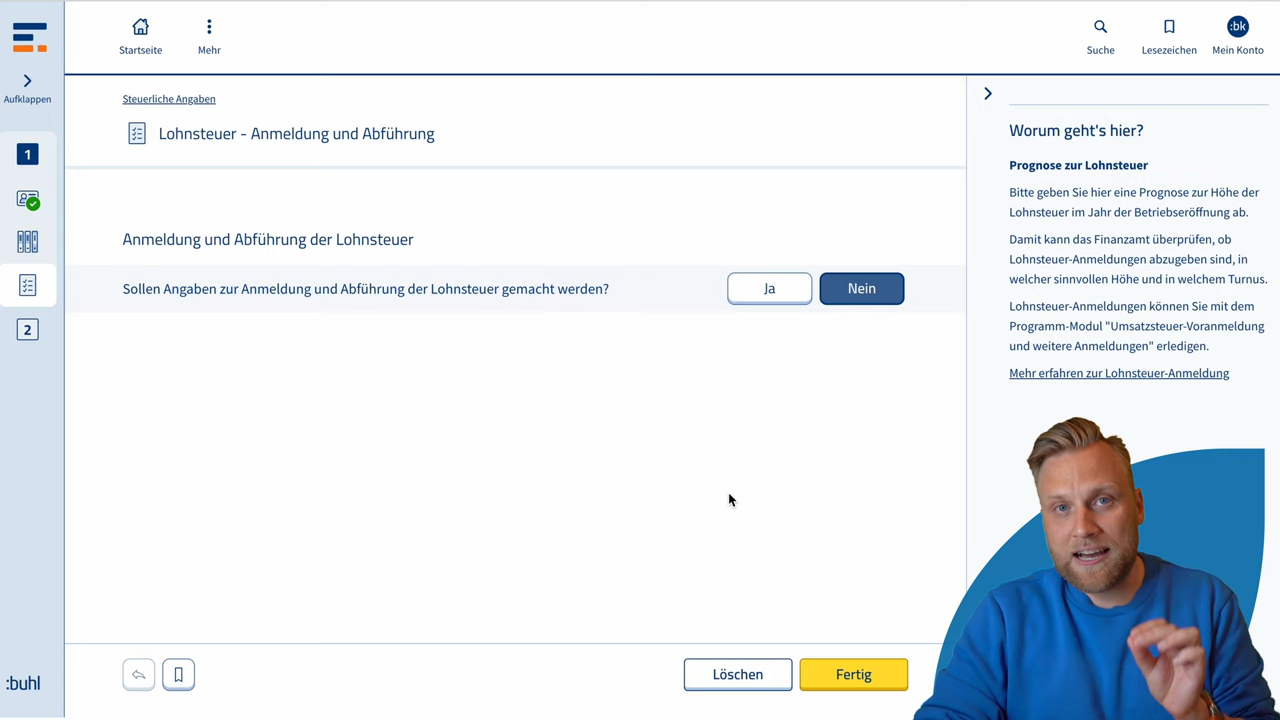 Startseite
Mehr
Suche
Lesezeichen
:bk
Mein Konto
Aufklappen
1
2
:buhl
Steuerliche Angaben
Lohnsteuer - Anmeldung und Abführung
Anmeldung und Abführung der Lohnsteuer
Sollen Angaben zur Anmeldung und Abführung der Lohnsteuer gemacht werden?
Ja
Nein
Löschen
Fertig
Worum geht's hier?
Prognose zur Lohnsteuer
Bitte geben Sie hier eine Prognose zur Höhe der
Lohnsteuer im Jahr der Betriebseröffnung ab.
Damit kann das Finanzamt überprüfen, ob
Lohnsteuer-Anmeldungen abzugeben sind, in
welcher sinnvollen Höhe und in welchem Turnus.
Lohnsteuer-Anmeldungen können Sie mit dem
Programm-Modul "Umsatzsteuer-Voranmeldung
und weitere Anmeldungen" erledigen.
Mehr erfahren zur Lohnsteuer-Anmeldung